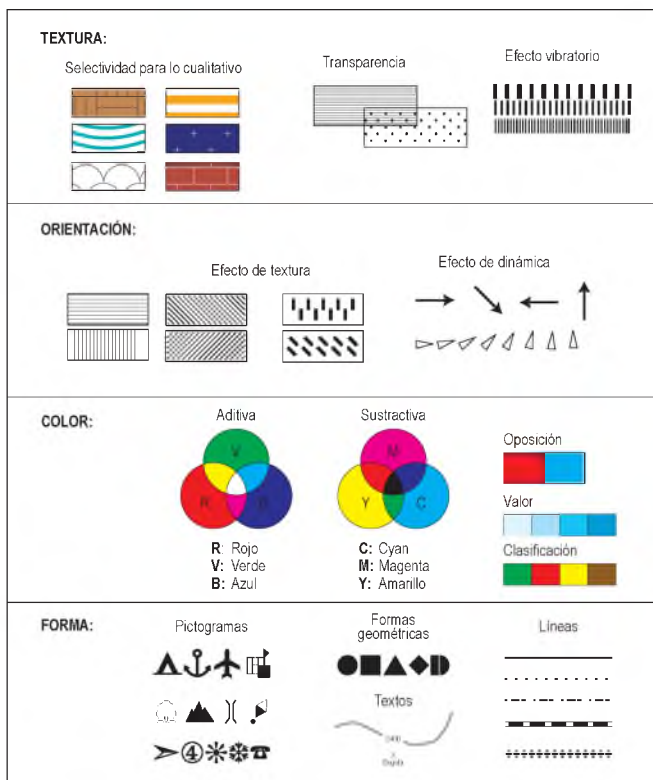 TEXTURA:
Selectividad para lo cualitativo
Transparencia
Efecto vibratorio
ORIENTACIÓN:
Efecto de textura
Efecto de dinámica
COLOR:
Aditiva
Sustractiva
V
R
B
M
Y
C
R: Rojo
V: Verde
B: Azul
C: Cyan
M: Magenta
Y: Amarillo
Oposición
Valor
Clasificación
FORMA:
Pictogramas
Formas
geométricas
Líneas
Textos
4